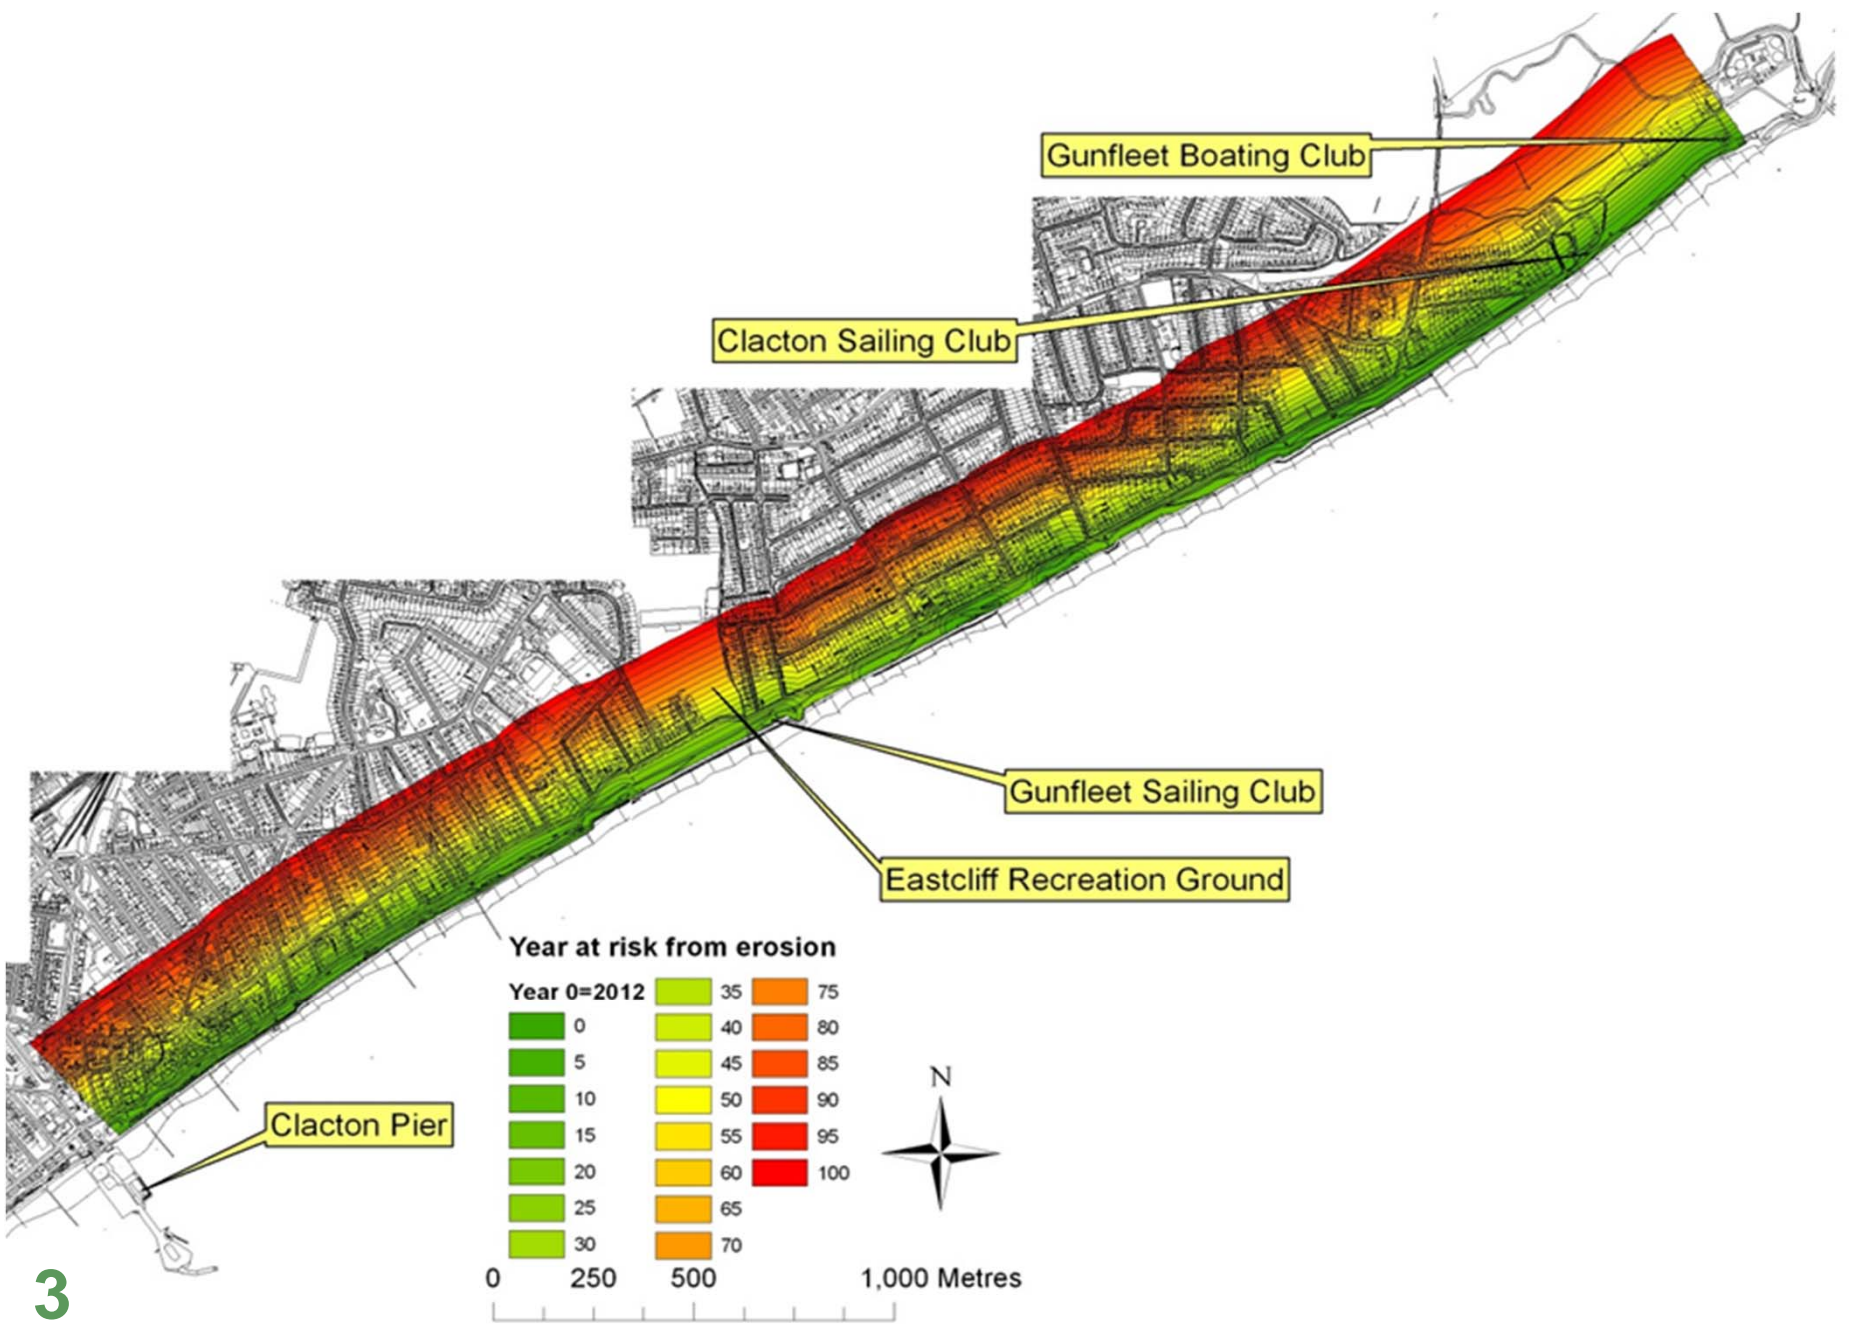 Gunfleet Boating Club
Clacton Sailing Club
Gunfleet Sailing Club
Eastcliff Recreation Ground
Clacton Pier
Year at risk from erosion
Year 0=2012
0
5
10
15
20
25
30
35
40
45
50
55
60
65
70
75
80
85
90
95
100
N
0 250 500 1,000 Metres
3